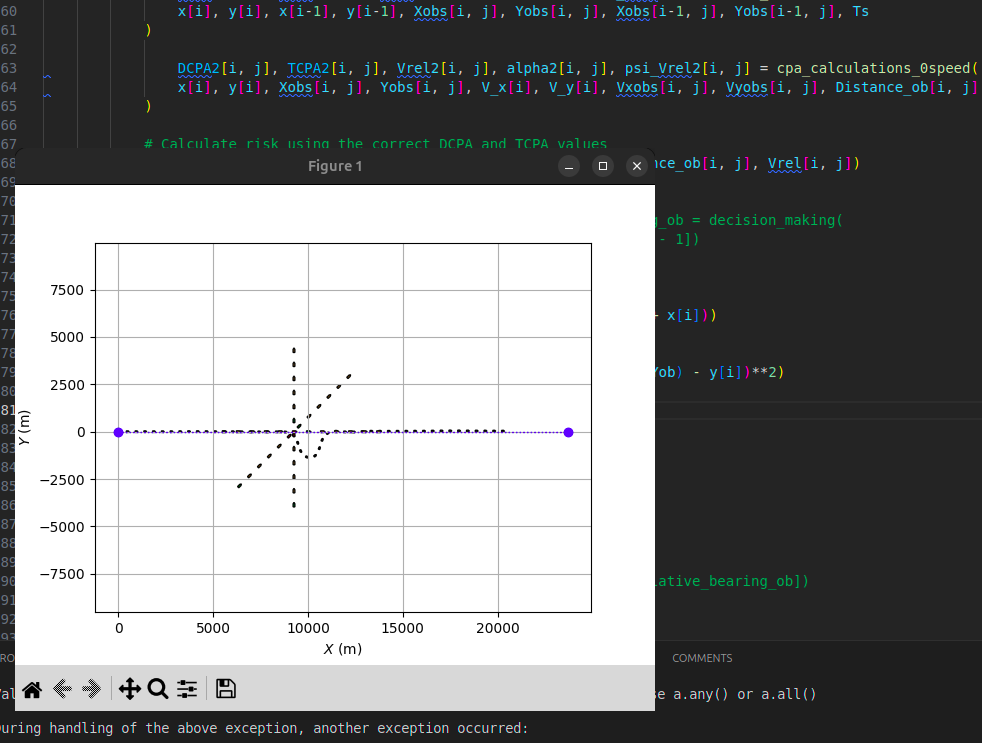 60 x[i], y[i], x[i-1], y[i-1], Xobs[i, j], Yobs[i, j], Xobs[i-1, j], Yobs[i-1, j], Ts
61 )
62
63 DCPA2[i, j], TCPA2[i, j], Vrel2[i, j], alpha2[i, j], psi_Vrel2[i, j] = cpa_calculations_0speed(
64 x[i], y[i], Xobs[i, j], Yobs[i, j], V_x[i], V_y[i], Vxobs[i, j], Vyobs[i, j], Distance_ob[i, j]
65 )
66
67 # Calculate risk using the correct DCPA and TCPA values
Figure 1
68 nce_ob[i, j], Vrel[i, j])
69
70
71 g_ob = decision_making(
72 - 1])
73
74
75
76 - x[i]))
77
78
79 Yob) - y[i])**2)
80
81
82
83
84
85
86
87
88
89
90 lative_bearing_ob])
91
92
93
7500
5000
2500
0
−2500
−5000
−7500
Y (m)
0 5000 10000 15000 20000
X (m)
RO COMMENTS
Val se a.any() or a.all()
uring handling of the above exception, another exception occurred: